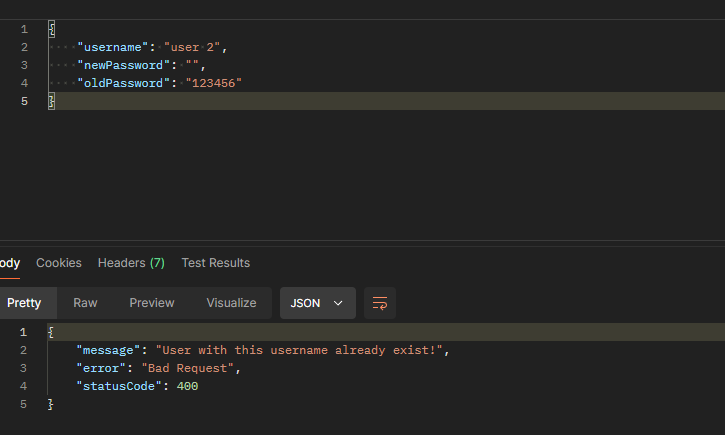 1 {
2 "username": "user 2",
3 "newPassword": "",
4 "oldPassword": "123456"
5 }
ody Cookies Headers (7) Test Results
Pretty Raw Preview Visualize JSON
1 {
2 "message": "User with this username already exist!",
3 "error": "Bad Request",
4 "statusCode": 400
5 }